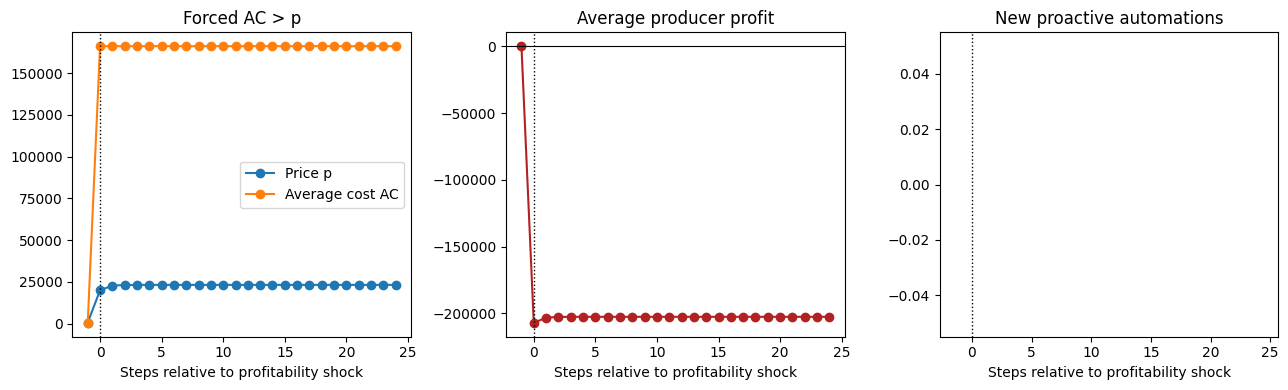 Forced AC > p
150000
125000
100000
75000
50000
25000
0
Price p
Average cost AC
0 5 10 15 20 25
Steps relative to profitability shock
Average producer profit
0
−50000
−100000
−150000
−200000
0 5 10 15 20 25
Steps relative to profitability shock
New proactive automations
0.04
0.02
0.00
−0.02
−0.04
0 5 10 15 20 25
Steps relative to profitability shock